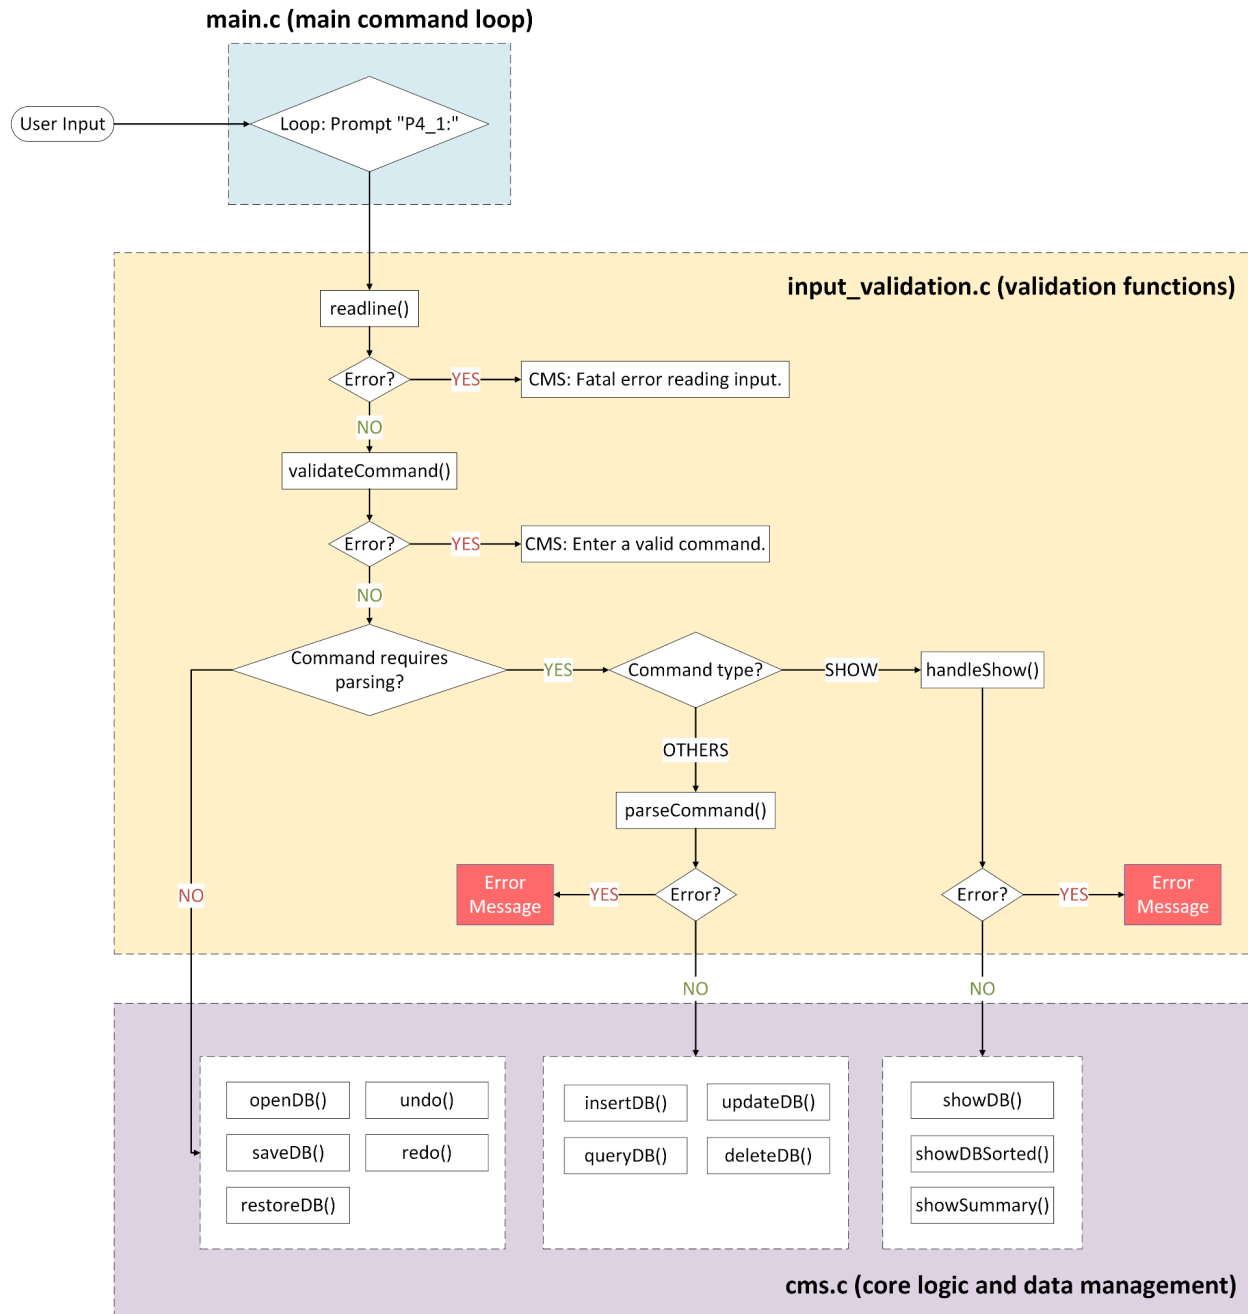 main.c (main command loop)
User Input
Loop: Prompt "P4_1:"
input_validation.c (validation functions)
readline()
Error?
YES
CMS: Fatal error reading input.
NO
validateCommand()
Error?
YES
CMS: Enter a valid command.
NO
Command requires
parsing?
YES
Command type?
SHOW
handleShow()
OTHERS
parseCommand()
NO
Error
Message
YES
Error?
Error?
YES
Error
Message
NO
NO
openDB()
undo()
saveDB()
redo()
restoreDB()
insertDB()
updateDB()
queryDB()
deleteDB()
showDB()
showDBSorted()
showSummary()
cms.c (core logic and data management)